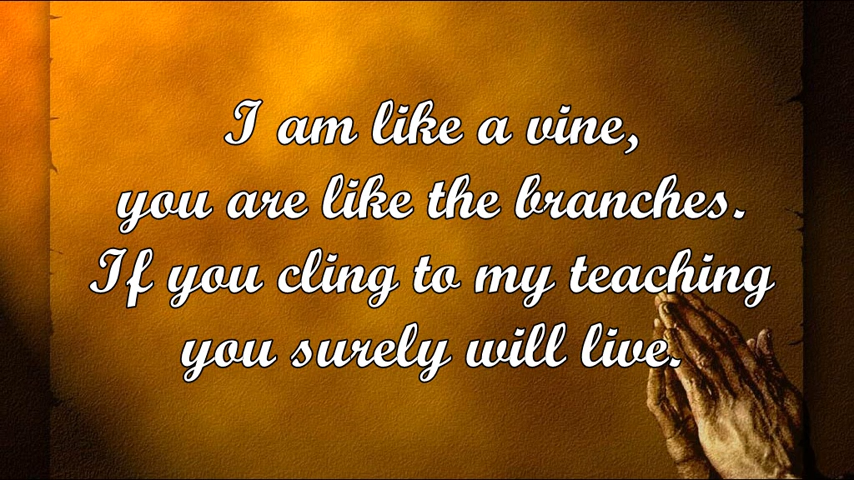 I am like a vine,
you are like the branches.
If you cling to my teaching
you surely will live.